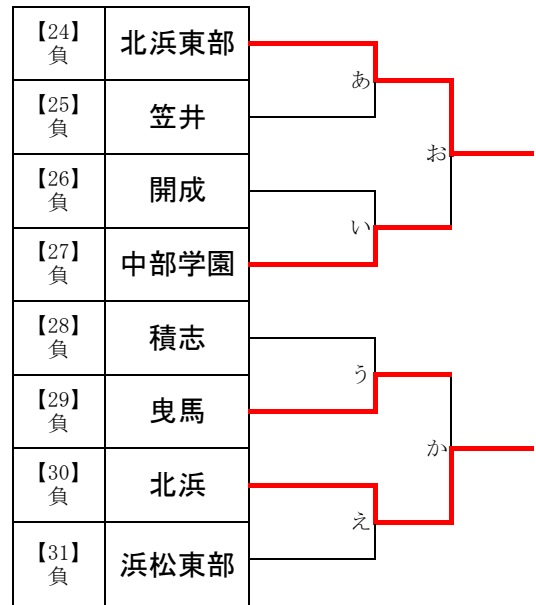 【24】
負
北浜東部
【25】
負
笠井
【26】
負
開成
【27】
負
中部学園
【28】
負
積志
【29】
負
曳馬
【30】
負
北浜
【31】
負
浜松東部
あ
い
う
え
お
か